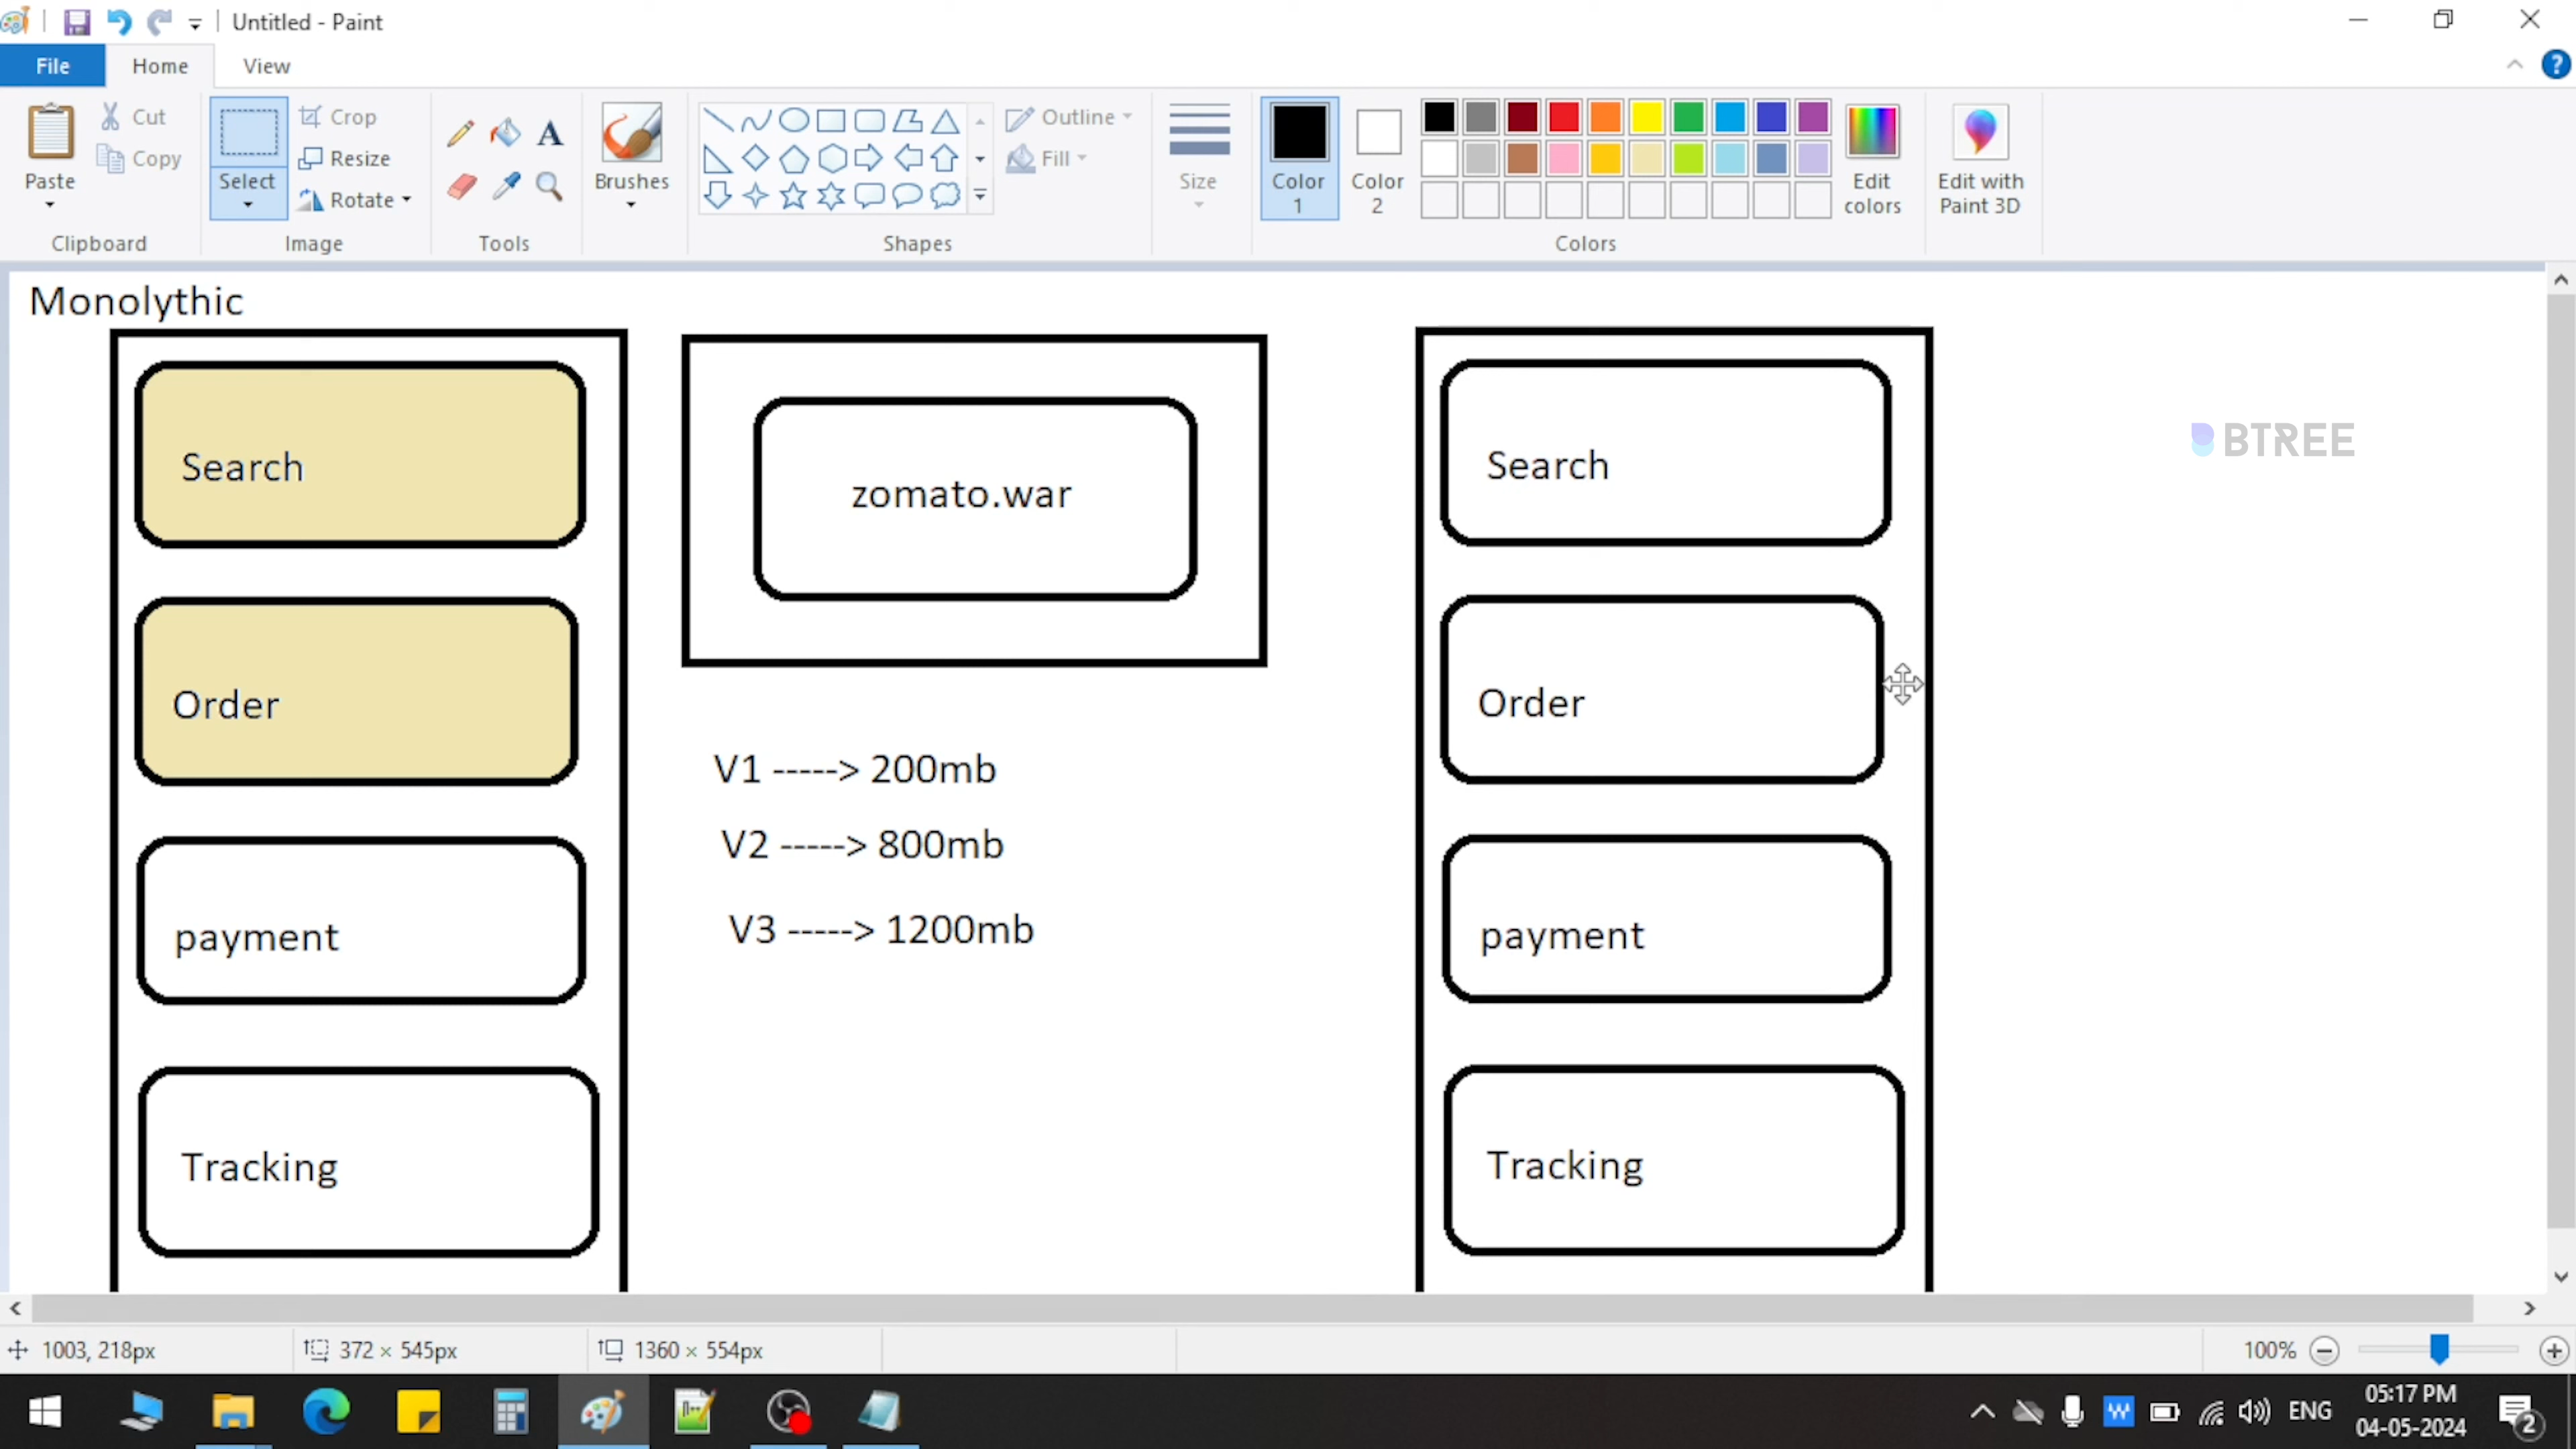 Untitled - Paint
File
Home
View
Paste
Cut
Copy
Clipboard
Select
Crop
Resize
Rotate
Image
A
Tools
Brushes
Outline
Fill
Shapes
Size
Color 1
Color 2
Colors
Edit colors
Edit with Paint 3D
Monolythic
Search
Order
payment
Tracking
zomato.war
V1 -----> 200mb
V2 -----> 800mb
V3 -----> 1200mb
Search
Order
payment
Tracking
BTREE
1003, 218px
372 × 545px
1360 × 554px
100%
ENG
05:17 PM
04-05-2024
2